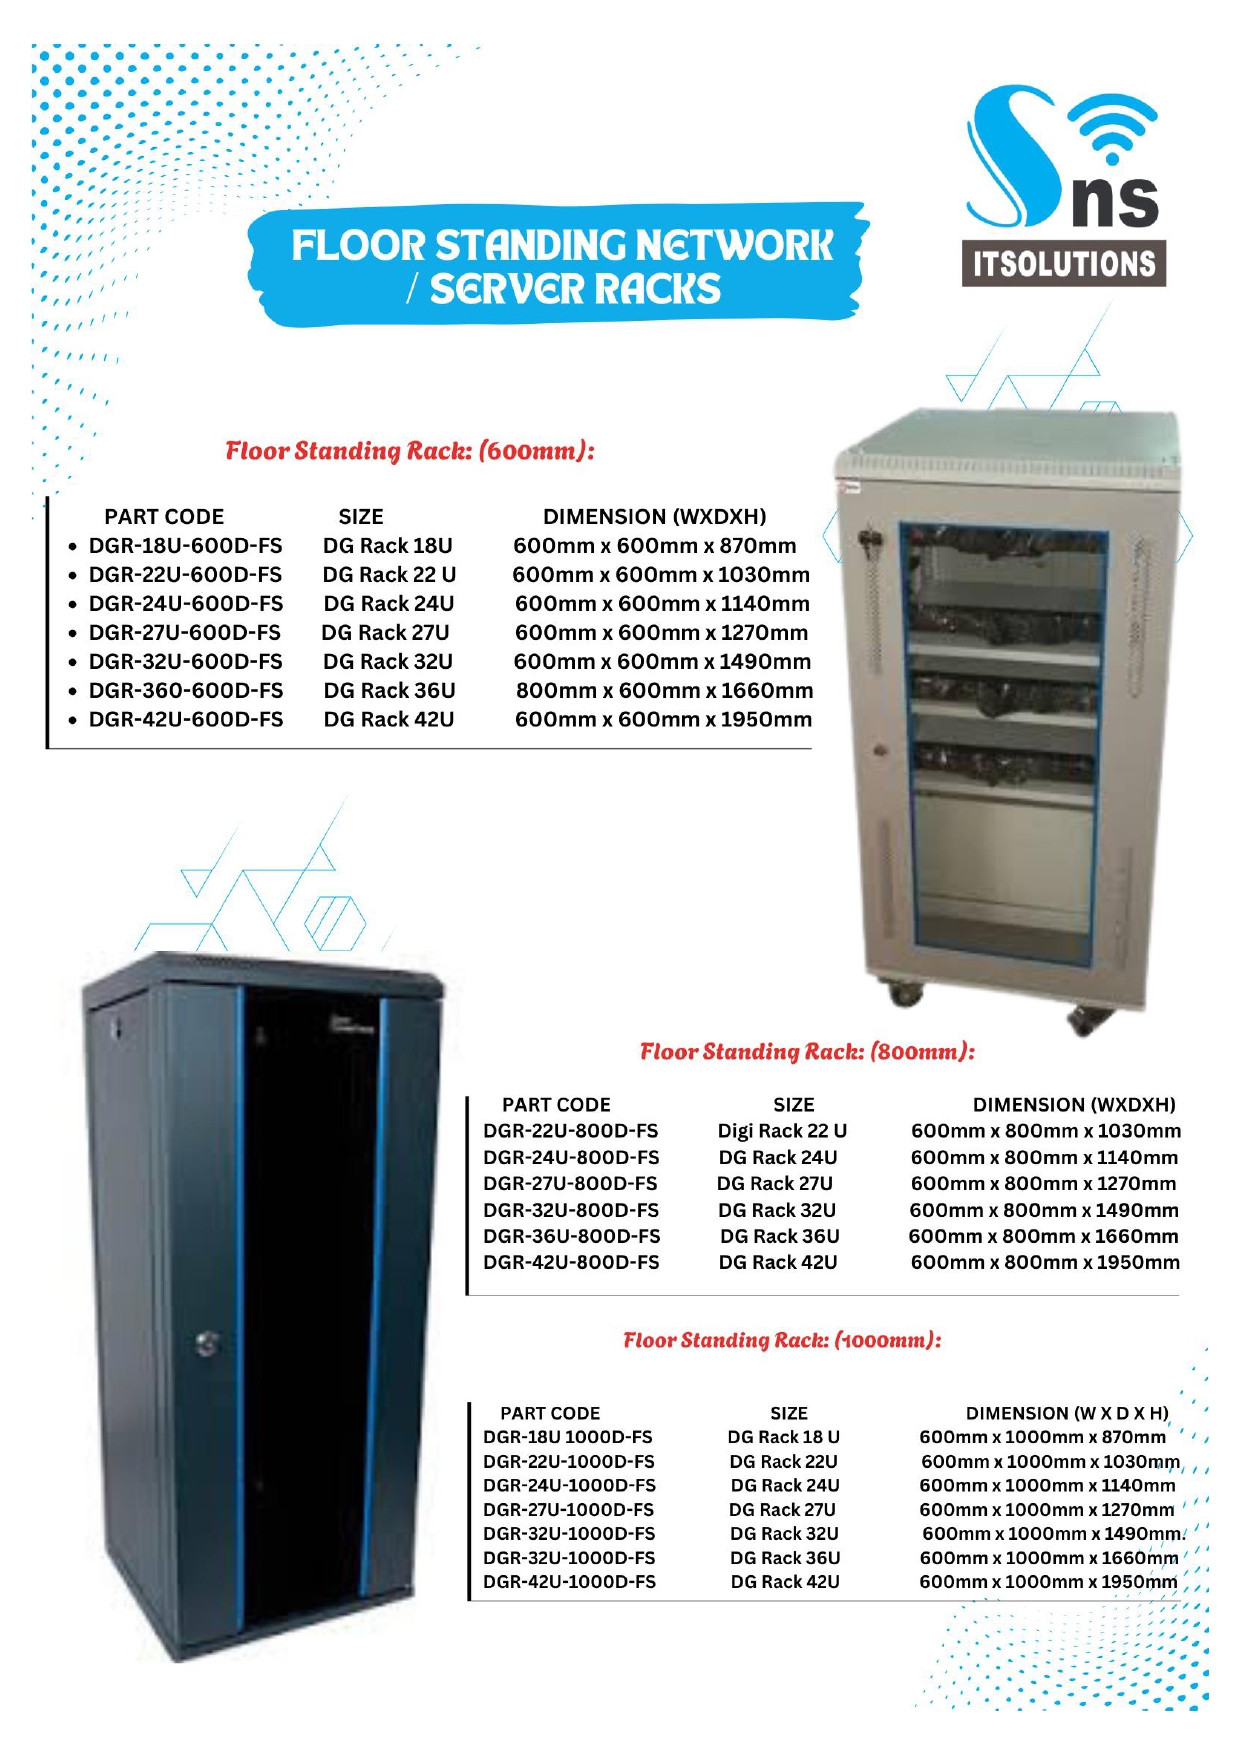 Sns
ITSOLUTIONS
FLOOR STANDING NETWORK
/ SERVER RACKS
Floor Standing Rack: (600mm):
PART CODE SIZE DIMENSION (WXDXH)
• DGR-18U-600D-FS DG Rack 18U 600mm x 600mm x 870mm
• DGR-22U-600D-FS DG Rack 22 U 600mm x 600mm x 1030mm
• DGR-24U-600D-FS DG Rack 24U 600mm x 600mm x 1140mm
• DGR-27U-600D-FS DG Rack 27U 600mm x 600mm x 1270mm
• DGR-32U-600D-FS DG Rack 32U 600mm x 600mm x 1490mm
• DGR-360-600D-FS DG Rack 36U 800mm x 600mm x 1660mm
• DGR-42U-600D-FS DG Rack 42U 600mm x 600mm x 1950mm
Floor Standing Rack: (800mm):
PART CODE SIZE DIMENSION (WXDXH)
DGR-22U-800D-FS Digi Rack 22 U 600mm x 800mm x 1030mm
DGR-24U-800D-FS DG Rack 24U 600mm x 800mm x 1140mm
DGR-27U-800D-FS DG Rack 27U 600mm x 800mm x 1270mm
DGR-32U-800D-FS DG Rack 32U 600mm x 800mm x 1490mm
DGR-36U-800D-FS DG Rack 36U 600mm x 800mm x 1660mm
DGR-42U-800D-FS DG Rack 42U 600mm x 800mm x 1950mm
Floor Standing Rack: (1000mm):
PART CODE SIZE DIMENSION (W X D X H)
DGR-18U 1000D-FS DG Rack 18 U 600mm x 1000mm x 870mm
DGR-22U-1000D-FS DG Rack 22U 600mm x 1000mm x 1030mm
DGR-24U-1000D-FS DG Rack 24U 600mm x 1000mm x 1140mm
DGR-27U-1000D-FS DG Rack 27U 600mm x 1000mm x 1270mm
DGR-32U-1000D-FS DG Rack 32U 600mm x 1000mm x 1490mm.
DGR-32U-1000D-FS DG Rack 36U 600mm x 1000mm x 1660mm
DGR-42U-1000D-FS DG Rack 42U 600mm x 1000mm x 1950mm